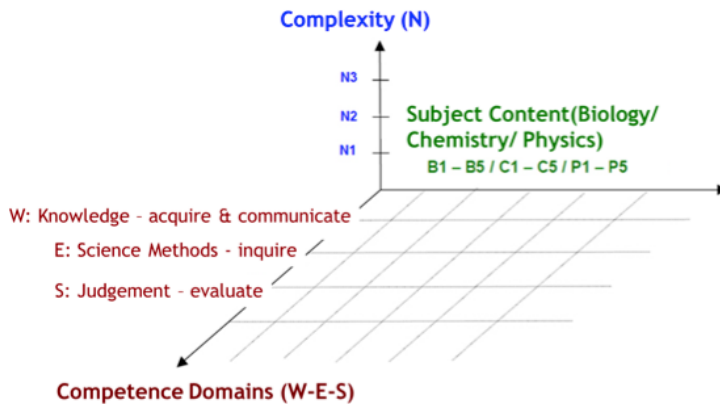 Complexity (N)
N3
N2
N1
Subject Content(Biology/
Chemistry/ Physics)
B1 – B5 / C1 – C5 / P1 – P5
W: Knowledge - acquire & communicate
E: Science Methods - inquire
S: Judgement - evaluate
Competence Domains (W-E-S)